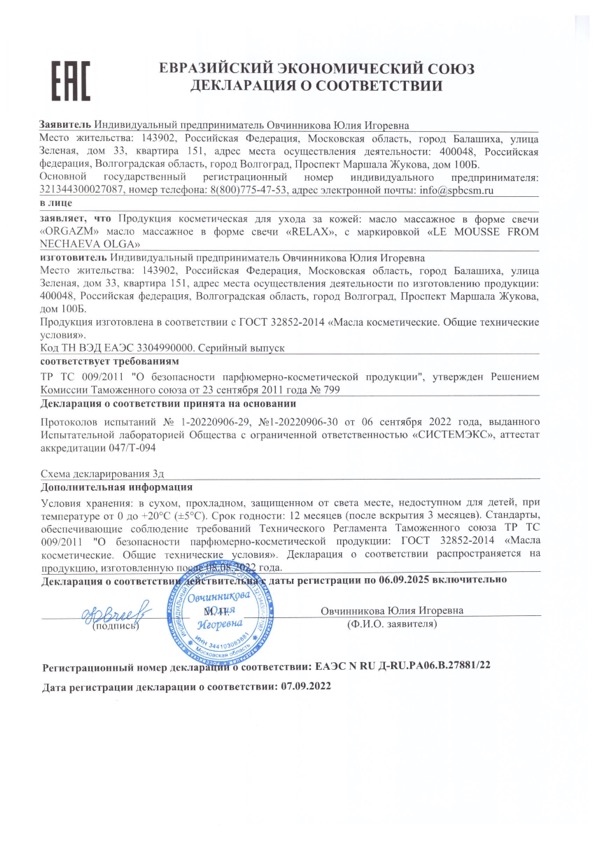 ЕАС
ЕВРАЗИЙСКИЙ ЭКОНОМИЧЕСКИЙ СОЮЗ
ДЕКЛАРАЦИЯ О СООТВЕТСТВИИ
Заявитель Индивидуальный предприниматель Овчинникова Юлия Игоревна
Место жительства: 143902, Российская Федерация, Московская область, город Балашиха, улица
Зеленая, дом 33, квартира 151, адрес места осуществления деятельности: 400048, Российская
федерация, Волгоградская область, город Волгоград, Проспект Маршала Жукова, дом 100Б.
Основной государственный регистрационный номер индивидуального предпринимателя:
321344300027087, номер телефона: 8(800)775-47-53, адрес электронной почты: info@spbcsm.ru
в лице
заявляет, что Продукция косметическая для ухода за кожей: масло массажное в форме свечи
«ORGAZM» масло массажное в форме свечи «RELAX», с маркировкой «LE MOUSSE FROM
NECHAEVA OLGA»
изготовитель Индивидуальный предприниматель Овчинникова Юлия Игоревна
Место жительства: 143902, Российская Федерация, Московская область, город Балашиха, улица
Зеленая, дом 33, квартира 151, адрес места осуществления деятельности по изготовлению продукции:
400048, Российская федерация, Волгоградская область, город Волгоград, Проспект Маршала Жукова,
дом 100Б.
Продукция изготовлена в соответствии с ГОСТ 32852-2014 «Масла косметические. Общие технические
условия».
Код ТН ВЭД ЕАЭС 3304990000. Серийный выпуск
соответствует требованиям
ТР ТС 009/2011 "О безопасности парфюмерно-косметической продукции", утвержден Решением
Комиссии Таможенного союза от 23 сентября 2011 года № 799
Декларация о соответствии принята на основании
Протоколов испытаний № 1-20220906-29, №1-20220906-30 от 06 сентября 2022 года, выданного
Испытательной лабораторией Общества с ограниченной ответственностью «СИСТЕМЭКС», аттестат
аккредитации 047/Т-094
Схема декларирования 3д
Дополнительная информация
Условия хранения: в сухом, прохладном, защищенном от света месте, недоступном для детей, при
температуре от 0 до +20°С (±5°С). Срок годности: 12 месяцев (после вскрытия 3 месяцев). Стандарты,
обеспечивающие соблюдение требований Технического Регламента Таможенного союза ТР ТС
009/2011 "О безопасности парфюмерно-косметической продукции: ГОСТ 32852-2014 «Масла
косметические. Общие технические условия». Декларация о соответствии распространяется на
продукцию, изготовленную после 08.08.2022 года.
Декларация о соответствии действительна с даты регистрации по 06.09.2025 включительно
Овчинникова
Юлия
Игоревна
М.П.
ИНН 344103063661
Московская область
Овчинникова Юлия Игоревна
(подпись)
(Ф.И.О. заявителя)
Регистрационный номер декларации о соответствии: ЕАЭС N RU Д-RU.РА06.В.27881/22
Дата регистрации декларации о соответствии: 07.09.2022